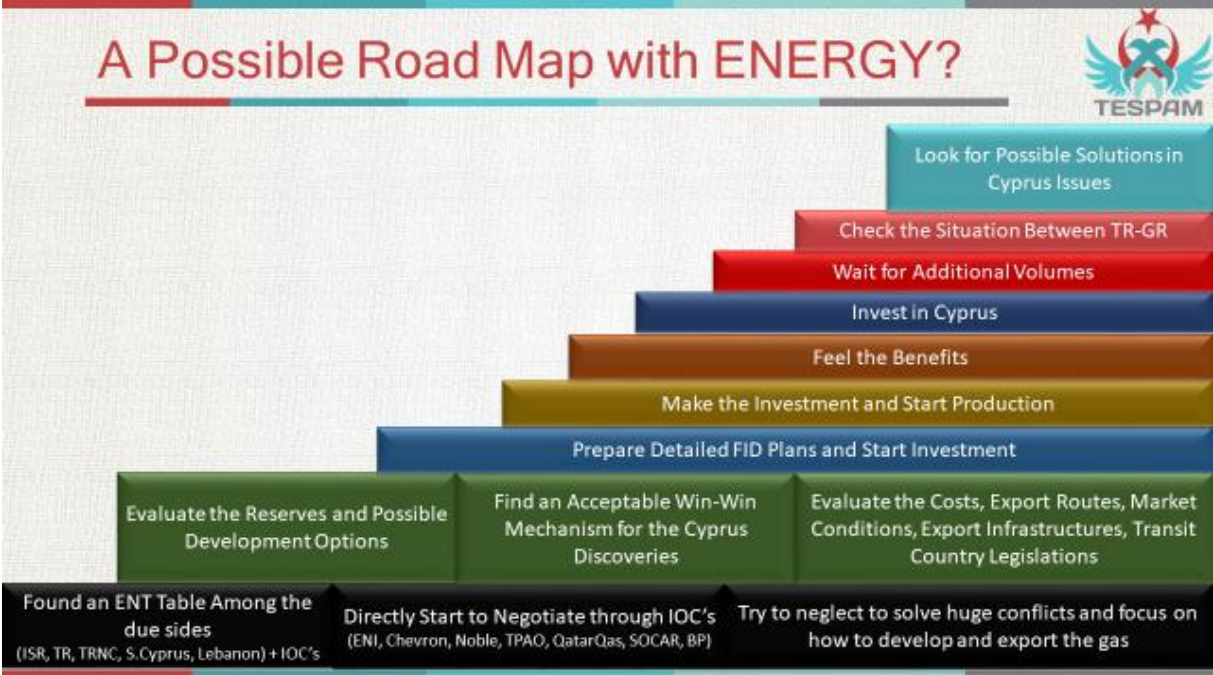 A Possible Road Map with ENERGY?
TESPAM
Look for Possible Solutions in
Cyprus Issues
Check the Situation Between TR-GR
Wait for Additional Volumes
Invest in Cyprus
Feel the Benefits
Make the Investment and Start Production
Prepare Detailed FID Plans and Start Investment
Evaluate the Reserves and Possible
Development Options
Find an Acceptable Win-Win
Mechanism for the Cyprus
Discoveries
Evaluate the Costs, Export Routes, Market
Conditions, Export Infrastructures, Transit
Country Legislations
Found an ENT Table Among the
due sides
(ISR, TR, TRNC, S.Cyprus, Lebanon) + IOC's
Directly Start to Negotiate through IOC's
(ENI, Chevron, Noble, TPAO, QatarQas, SOCAR, BP)
Try to neglect to solve huge conflicts and focus on
how to develop and export the gas